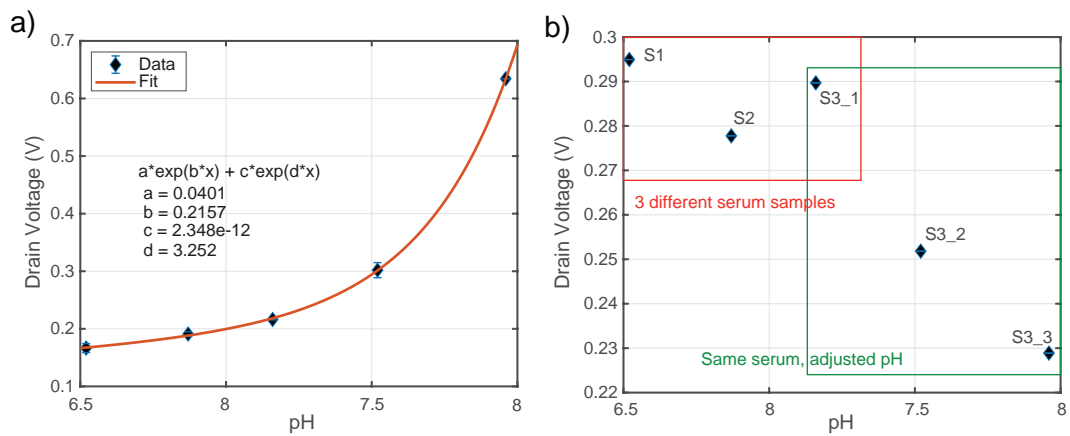 a)
0.7
0.6
0.5
0.4
0.3
0.2
0.1
Drain Voltage (V)
Data
Fit
a*exp(b*x) + c*exp(d*x)
a = 0.0401
b = 0.2157
c = 2.348e-12
d = 3.252
6.5 8 7.5 8
pH
b)
0.3
0.29
0.28
0.27
0.26
0.25
0.24
0.23
0.22
Drain Voltage (V)
S1
S2
S3_1
3 different serum samples
S3_2
S3_3
Same serum, adjusted pH
6.5 8 7.5 8
pH